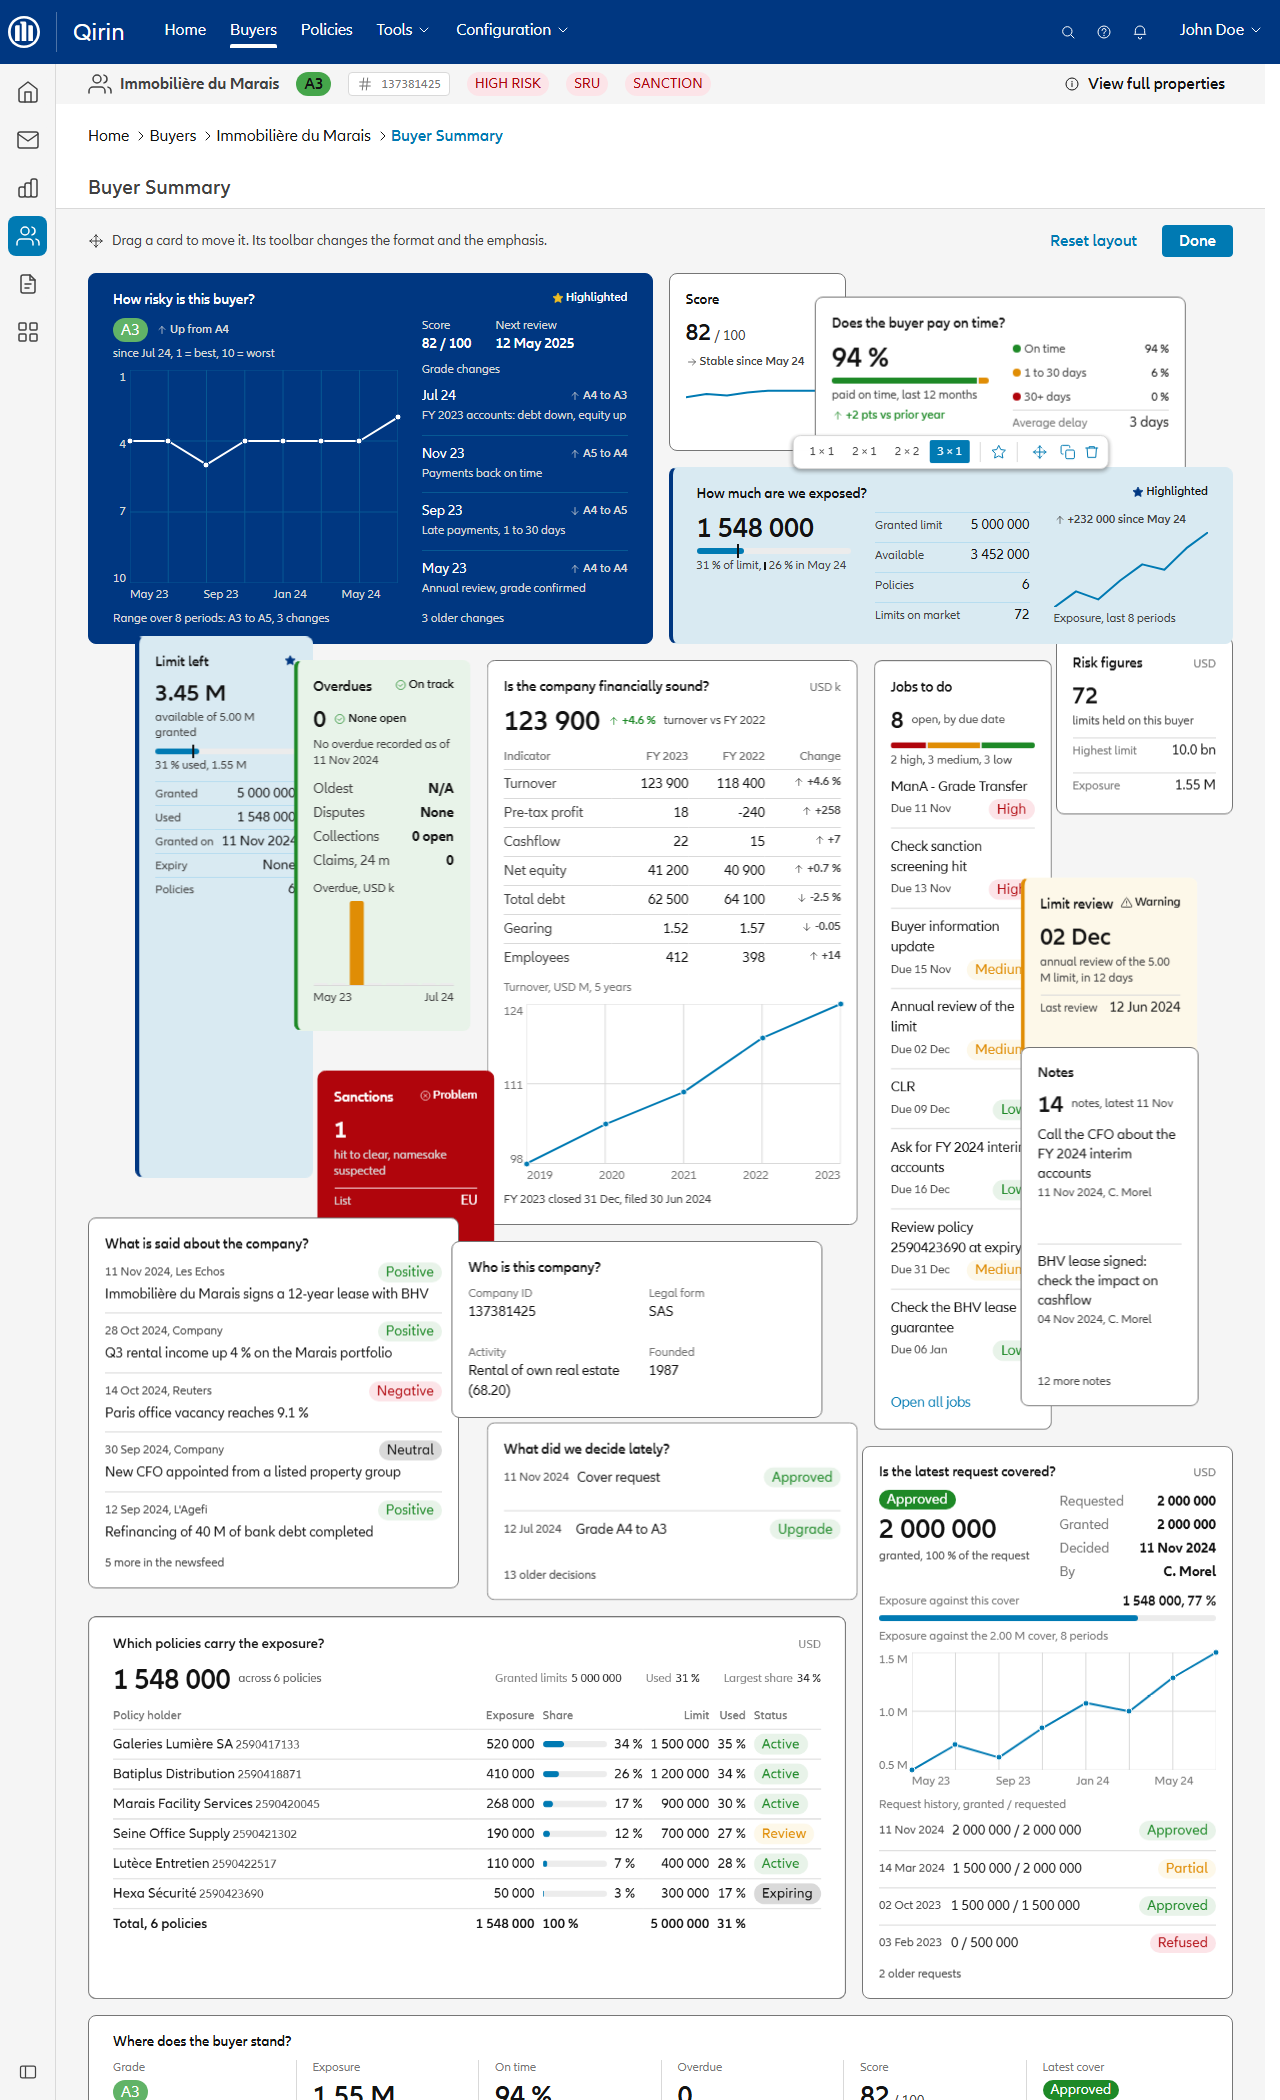 Qirin
Home
Buyers
Policies
Tools
Configuration
John Doe
Immobilière du Marais
A3
# 137381425
HIGH RISK
SRU
SANCTION
View full properties
Home > Buyers > Immobilière du Marais > Buyer Summary
Buyer Summary
Drag a card to move it. Its toolbar changes the format and the emphasis.
Reset layout
Done
How risky is this buyer?
Highlighted
A3
↑ Up from A4
since Jul 24, 1 = best, 10 = worst
1
4
7
10
May 23
Sep 23
Jan 24
May 24
Range over 8 periods: A3 to A5, 3 changes
Score
82 / 100
Next review
12 May 2025
Grade changes
Jul 24
↑ A4 to A3
FY 2023 accounts: debt down, equity up
Nov 23
↑ A5 to A4
Payments back on time
Sep 23
↓ A4 to A5
Late payments, 1 to 30 days
May 23
↑ A4 to A4
Annual review, grade confirmed
3 older changes
Score
82 / 100
→ Stable since May 24
Does the buyer pay on time?
94 %
paid on time, last 12 months
↑ +2 pts vs prior year
On time 94 %
1 to 30 days 6 %
30+ days 0 %
Average delay 3 days
1 × 1
2 × 1
2 × 2
3 × 1
How much are we exposed?
Highlighted
1 548 000
31 % of limit, 26 % in May 24
Granted limit 5 000 000
Available 3 452 000
Policies 6
Limits on market 72
↑ +232 000 since May 24
Exposure, last 8 periods
Limit left
3.45 M
available of 5.00 M
granted
31 % used, 1.55 M
Granted 5 000 000
Used 1 548 000
Granted on 11 Nov 2024
Expiry None
Policies 6
Overdues
On track
0 None open
No overdue recorded as of
11 Nov 2024
Oldest N/A
Disputes None
Collections 0 open
Claims, 24 m 0
Overdue, USD k
May 23
Jul 24
Is the company financially sound?
USD k
123 900 ↑ +4.6 % turnover vs FY 2022
Indicator FY 2023 FY 2022 Change
Turnover 123 900 118 400 ↑ +4.6 %
Pre-tax profit 18 -240 ↑ +258
Cashflow 22 15 ↑ +7
Net equity 41 200 40 900 ↑ +0.7 %
Total debt 62 500 64 100 ↓ -2.5 %
Gearing 1.52 1.57 ↓ -0.05
Employees 412 398 ↑ +14
Turnover, USD M, 5 years
124
111
98
2019
2020
2021
2022
2023
FY 2023 closed 31 Dec, filed 30 Jun 2024
Jobs to do
8 open, by due date
2 high, 3 medium, 3 low
ManA - Grade Transfer
Due 11 Nov High
Check sanction
screening hit
Due 13 Nov High
Buyer information
update
Due 15 Nov Medium
Annual review of the
limit
Due 02 Dec Medium
CLR
Due 09 Dec Low
Ask for FY 2024 interim
accounts
Due 16 Dec Low
Review policy
2590423690 at expiry
Due 31 Dec Medium
Check the BHV lease
guarantee
Due 06 Jan Low
Open all jobs
Risk figures
USD
72
limits held on this buyer
Highest limit 10.0 bn
Exposure 1.55 M
Limit review
Warning
02 Dec
annual review of the 5.00
M limit, in 12 days
Last review 12 Jun 2024
Notes
14 notes, latest 11 Nov
Call the CFO about the
FY 2024 interim
accounts
11 Nov 2024, C. Morel
BHV lease signed:
check the impact on
cashflow
04 Nov 2024, C. Morel
12 more notes
Sanctions
Problem
1
hit to clear, namesake
suspected
List EU
What is said about the company?
11 Nov 2024, Les Echos Positive
Immobilière du Marais signs a 12-year lease with BHV
28 Oct 2024, Company Positive
Q3 rental income up 4 % on the Marais portfolio
14 Oct 2024, Reuters Negative
Paris office vacancy reaches 9.1 %
30 Sep 2024, Company Neutral
New CFO appointed from a listed property group
12 Sep 2024, L'Agefi Positive
Refinancing of 40 M of bank debt completed
5 more in the newsfeed
Who is this company?
Company ID
137381425
Legal form
SAS
Activity
Rental of own real estate
(68.20)
Founded
1987
What did we decide lately?
11 Nov 2024 Cover request Approved
12 Jul 2024 Grade A4 to A3 Upgrade
13 older decisions
Is the latest request covered?
USD
Approved
2 000 000
granted, 100 % of the request
Requested 2 000 000
Granted 2 000 000
Decided 11 Nov 2024
By C. Morel
Exposure against this cover 1 548 000, 77 %
Exposure against the 2.00 M cover, 8 periods
1.5 M
1.0 M
0.5 M
May 23
Sep 23
Jan 24
May 24
Request history, granted / requested
11 Nov 2024 2 000 000 / 2 000 000 Approved
14 Mar 2024 1 500 000 / 2 000 000 Partial
02 Oct 2023 1 500 000 / 1 500 000 Approved
03 Feb 2023 0 / 500 000 Refused
2 older requests
Which policies carry the exposure?
USD
1 548 000 across 6 policies
Granted limits 5 000 000 Used 31 % Largest share 34 %
Policy holder Exposure Share Limit Used Status
Galeries Lumière SA 2590417133 520 000 34 % 1 500 000 35 % Active
Batiplus Distribution 2590418871 410 000 26 % 1 200 000 34 % Active
Marais Facility Services 2590420045 268 000 17 % 900 000 30 % Active
Seine Office Supply 2590421302 190 000 12 % 700 000 27 % Review
Lutèce Entretien 2590422517 110 000 7 % 400 000 28 % Active
Hexa Sécurité 2590423690 50 000 3 % 300 000 17 % Expiring
Total, 6 policies 1 548 000 100 % 5 000 000 31 %
Where does the buyer stand?
Grade
A3
Exposure
1.55 M
On time
94 %
Overdue
0
Score
82 / 100
Latest cover
Approved